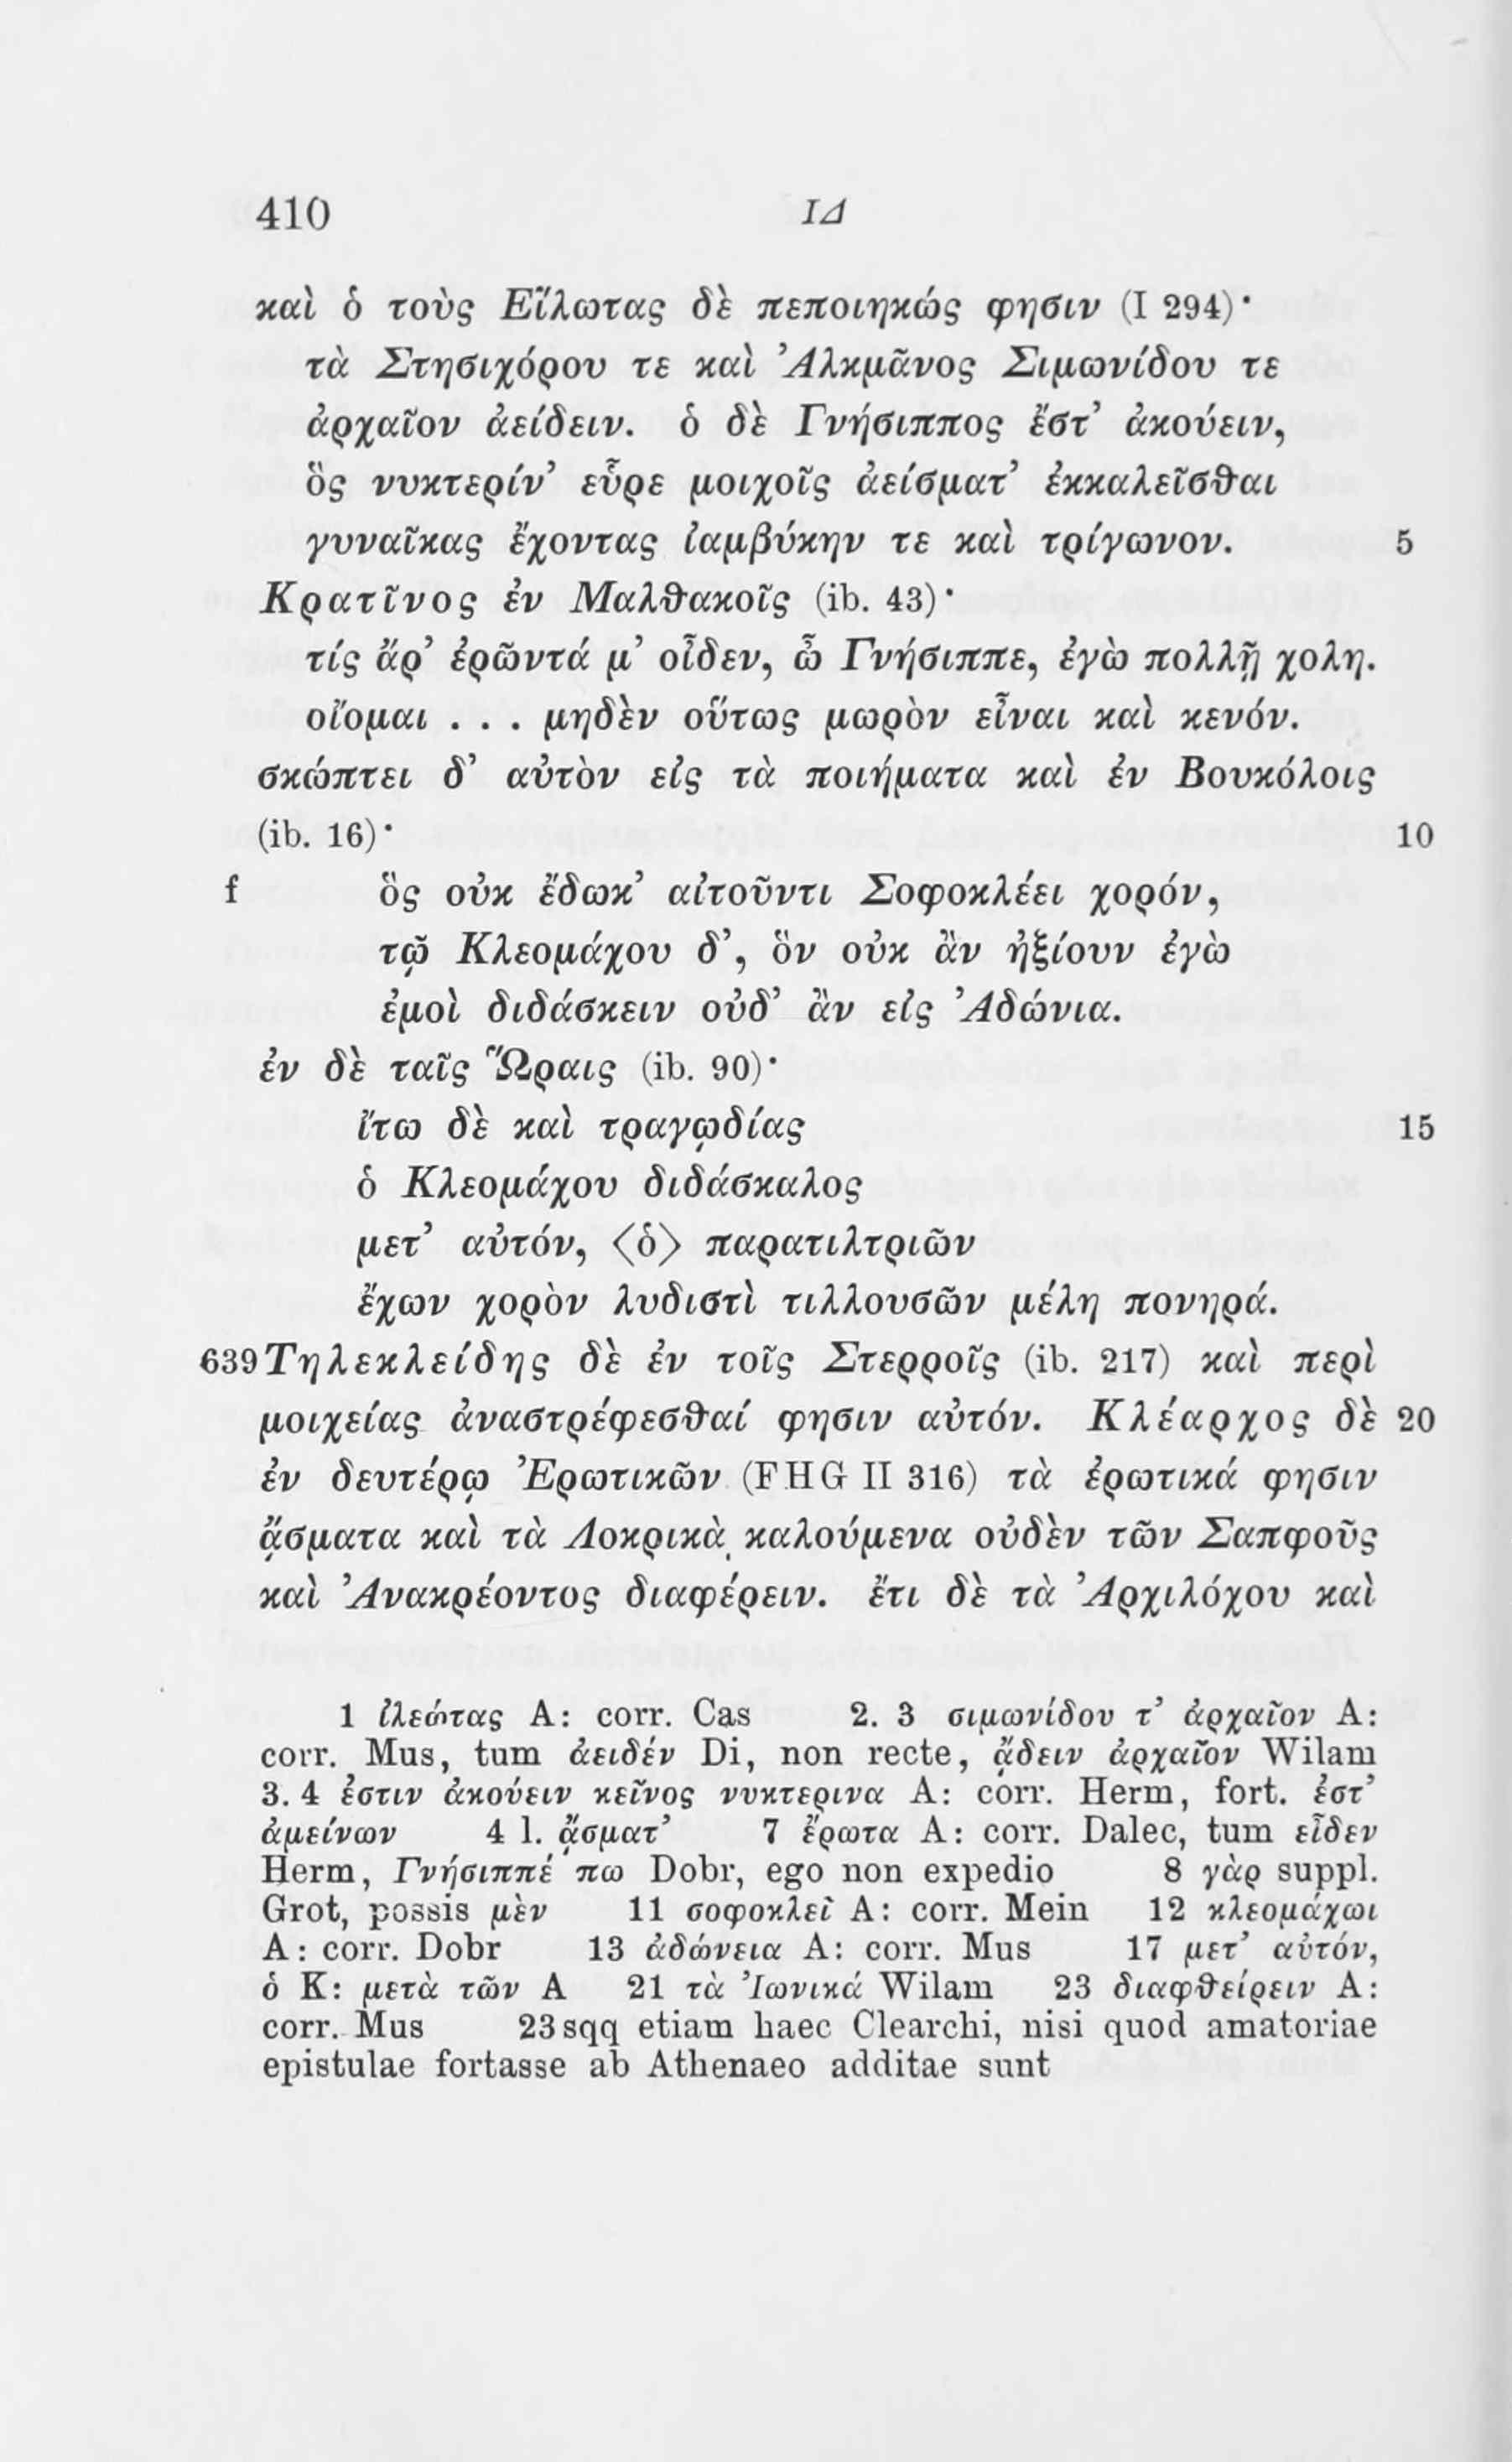 410 ΙΔ
καὶ ὁ τοὺς Εἵλωτας δὲ πεποιηκώς φησιν (I 294)·
τὰ Στησιχόρου τε καὶ Ἀλκμᾶνος Σιμωνίδου τε
ἀρχαῖον ἀείδειν. ὁ δὲ Γνήσιππος ἔστ’ ἀκούειν,
ὃς νυκτερίν’ εὗρε μοιχοῖς ἀείσματ’ ἐκκαλεῖσθαι
γυναῖκας ἔχοντας ἰαμβύκην τε καὶ τρίγωνον. 5
Κρατῖνος ἐν Μαλθακοῖς (ib. 43)·
τίς ἄρ’ ἐρῶντά μ’ οἶδεν, ὦ Γνήσιππε, ἐγὼ πολλῇ χολη.
οἴομαι . . . μηδὲν οὕτως μωρὸν εἶναι καὶ κενόν.
σκώπτει δ’ αὐτὸν εἰς τὰ ποιήματα καὶ ἐν Βουκόλοις
(ib. 16)· 10
f ὃς οὐκ ἔδωκ’ αἰτοῦντι Σοφοκλέει χορόν,
τῷ Κλεομάχου δ’, ὃν οὐκ ἂν ἠξίουν ἐγὼ
ἐμοὶ διδάσκειν οὐδ’ ἂν εἰς Ἀδώνια.
ἐν δὲ ταῖς Ὥραις (ib. 90)·
ἴτω δὲ καὶ τραγῳδίας 15
ὁ Κλεομάχου διδάσκαλος
μετ’ αὐτόν, ⟨ὁ⟩ παρατιλτριῶν
ἔχων χορὸν λυδιστὶ τιλλουσῶν μέλη πονηρά.
639 Τηλεκλείδης δὲ ἐν τοῖς Στερροῖς (ib. 217) καὶ περὶ
μοιχείας ἀναστρέφεσθαί φησιν αὐτόν. Κλέαρχος δὲ 20
ἐν δευτέρῳ Ἐρωτικῶν (FHG II 316) τὰ ἐρωτικά φησιν
ᾄσματα καὶ τὰ Λοκρικὰ καλούμενα οὐδὲν τῶν Σαπφοῦς
καὶ Ἀνακρέοντος διαφέρειν. ἔτι δὲ τὰ Ἀρχιλόχου καὶ
1 ἰλεώτας A: corr. Cas 2. 3 σιμωνίδου τ’ ἀρχαῖον A:
corr. Mus, tum ἀειδέν Di, non recte, ᾄδειν ἀρχαῖον Wilam
3. 4 ἐστιν ἀκούειν κεῖνος νυκτερινα A: corr. Herm, fort. ἐστ’
ἀμείνων 4 l. ᾄσματ’ 7 ἔρωτα A: corr. Dalec, tum εἶδεν
Herm, Γνήσιππέ πω Dobr, ego non expedio 8 γὰρ suppl.
Grot, possis μὲν 11 σοφοκλεῖ A: corr. Mein 12 κλεομάχωι
A: corr. Dobr 13 ἀδώνεια A: corr. Mus 17 μετ’ αὐτόν,
ὁ K: μετὰ τῶν A 21 τὰ Ἰωνικά Wilam 23 διαφθείρειν A:
corr. Mus 23 sqq etiam haec Clearchi, nisi quod amatoriae
epistulae fortasse ab Athenaeo additae sunt